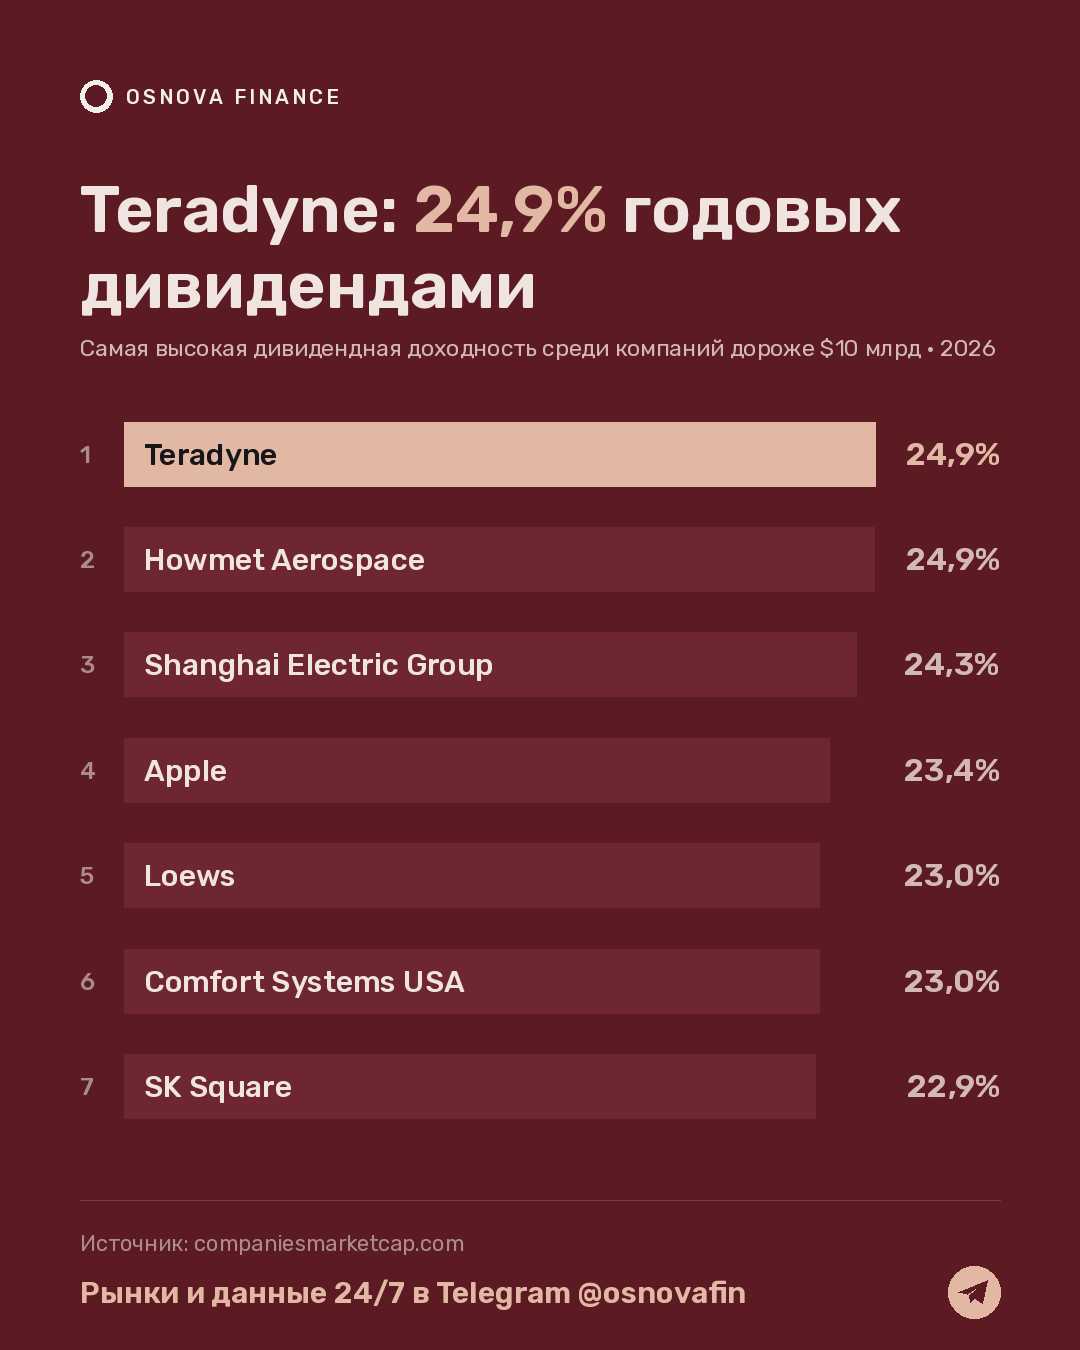 OSNOVA FINANCE
Teradyne: 24,9% годовых
дивидендами
Самая высокая дивидендная доходность среди компаний дороже $10 млрд • 2026
1 Teradyne 24,9%
2 Howmet Aerospace 24,9%
3 Shanghai Electric Group 24,3%
4 Apple 23,4%
5 Loews 23,0%
6 Comfort Systems USA 23,0%
7 SK Square 22,9%
Источник: companiesmarketcap.com
Рынки и данные 24/7 в Telegram @osnovafin